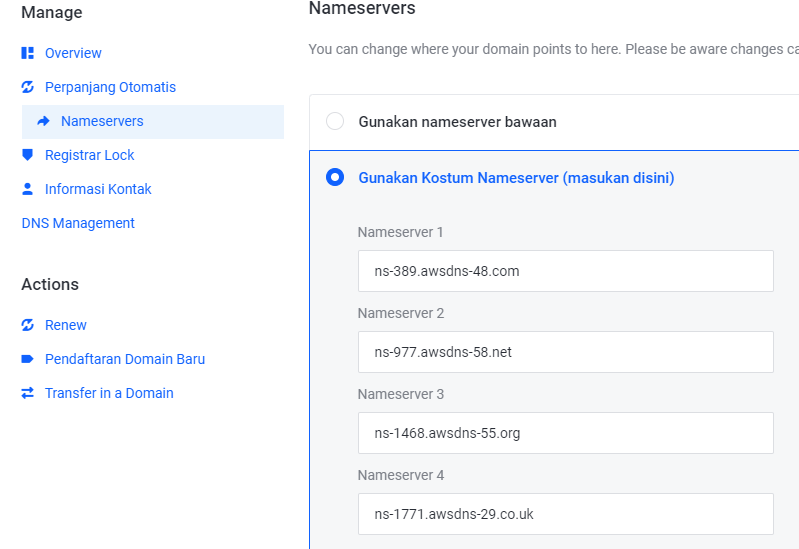 Manage
Overview
Perpanjang Otomatis
Nameservers
Registrar Lock
Informasi Kontak
DNS Management
Actions
Renew
Pendaftaran Domain Baru
Transfer in a Domain
Nameservers
You can change where your domain points to here. Please be aware changes ca
Gunakan nameserver bawaan
Gunakan Kostum Nameserver (masukan disini)
Nameserver 1
ns-389.awsdns-48.com
Nameserver 2
ns-977.awsdns-58.net
Nameserver 3
ns-1468.awsdns-55.org
Nameserver 4
ns-1771.awsdns-29.co.uk